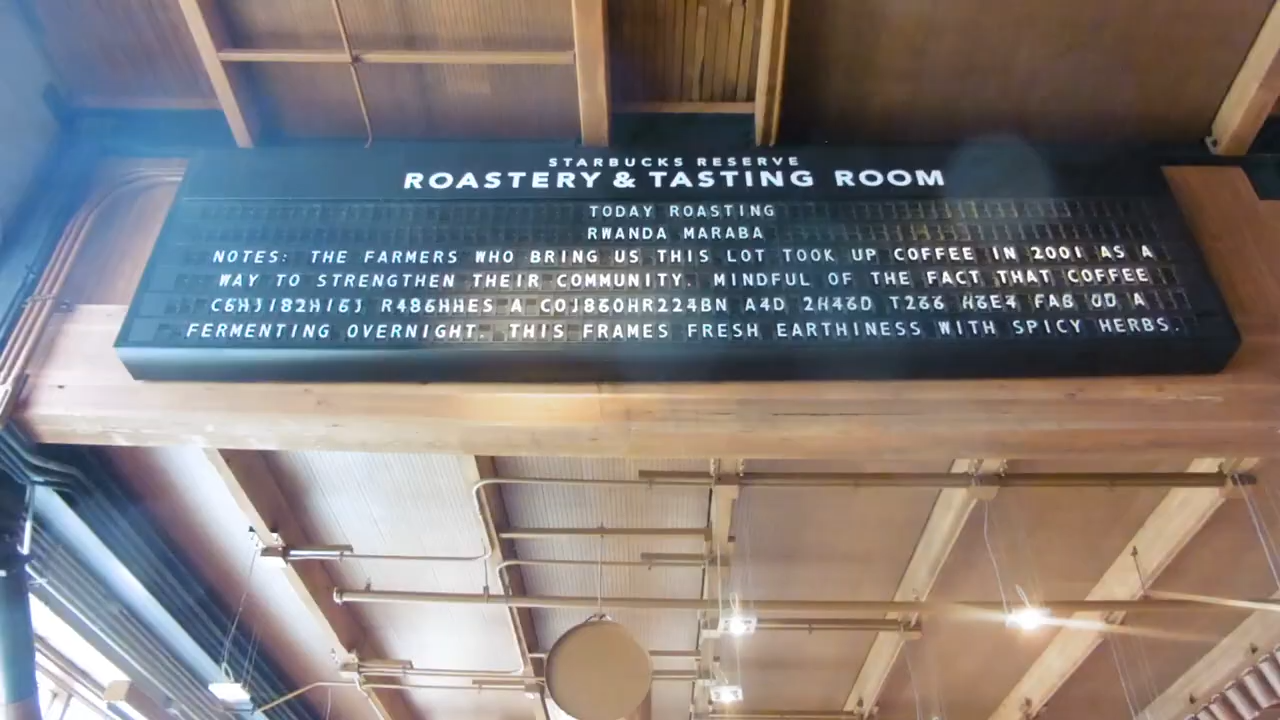 STARBUCKS RESERVE
ROASTERY & TASTING ROOM
TODAY ROASTING
RWANDA MARABA
NOTES: THE FARMERS WHO BRING US THIS LOT TOOK UP COFFEE IN 2001 AS A
WAY TO STRENGTHEN THEIR COMMUNITY. MINDFUL OF THE FACT THAT COFFEE
A A4D A
FERMENTING OVERNIGHT. THIS FRAMES FRESH EARTHINESS WITH SPICY HERBS.